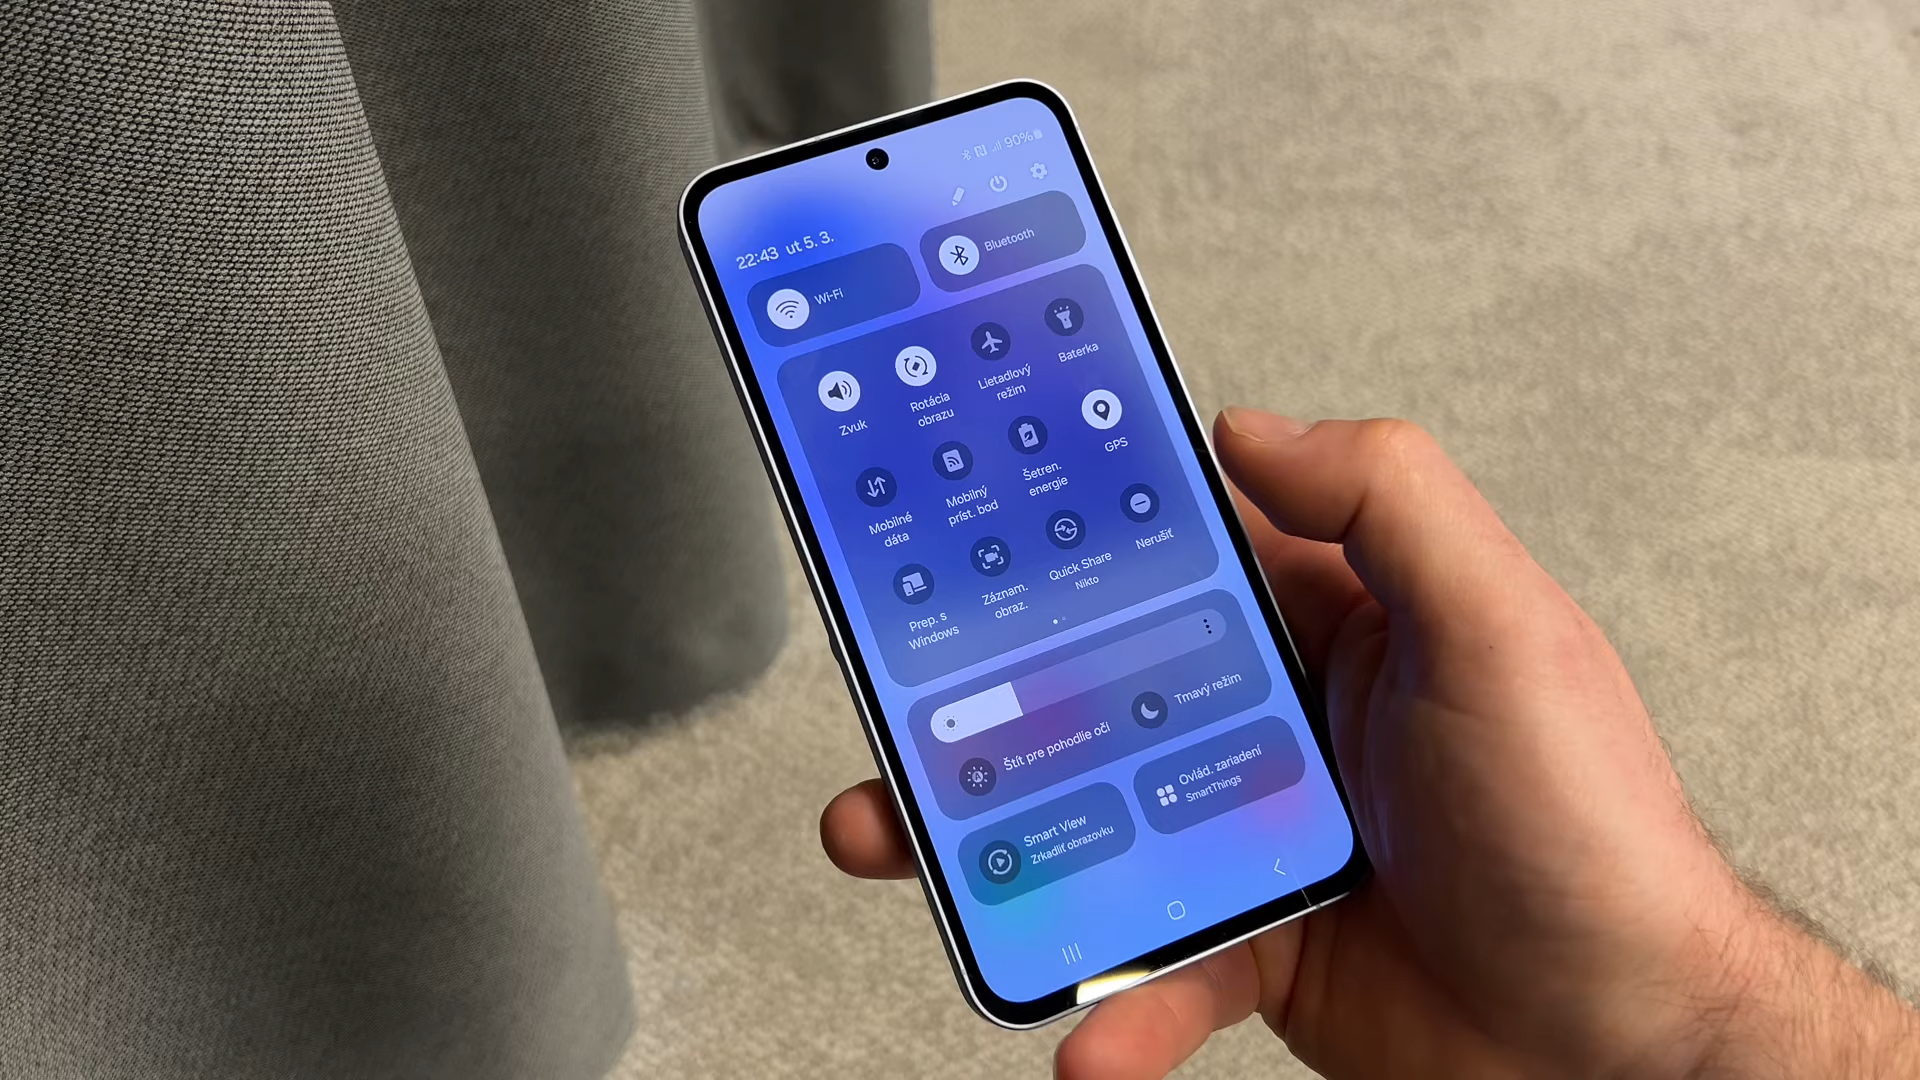 90%
22:43 ut 5. 3.
Wi-Fi
Bluetooth
Zvuk
Rotácia
obrazu
Lietadlový
režim
Baterka
Mobilné
dáta
Mobilný
príst. bod
Šetren.
energie
GPS
Prep. s
Windows
Záznam.
obraz.
Quick Share
Nikto
Nerušiť
Štít pre pohodlie očí
Tmavý režim
Smart View
Zrkadliť obrazovku
Ovlád. zariadení
SmartThings